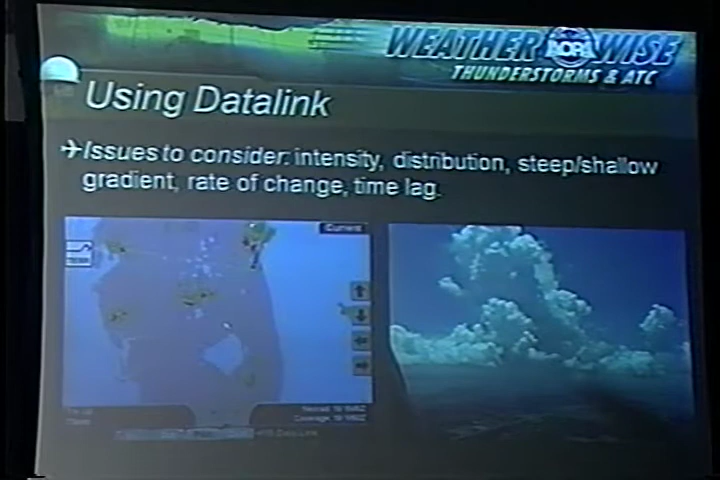 WEATHER AOPA WISE
THUNDERSTORMS & ATC
Using Datalink
Issues to consider: intensity, distribution, steep/shallow
gradient, rate of change, time lag.
Current